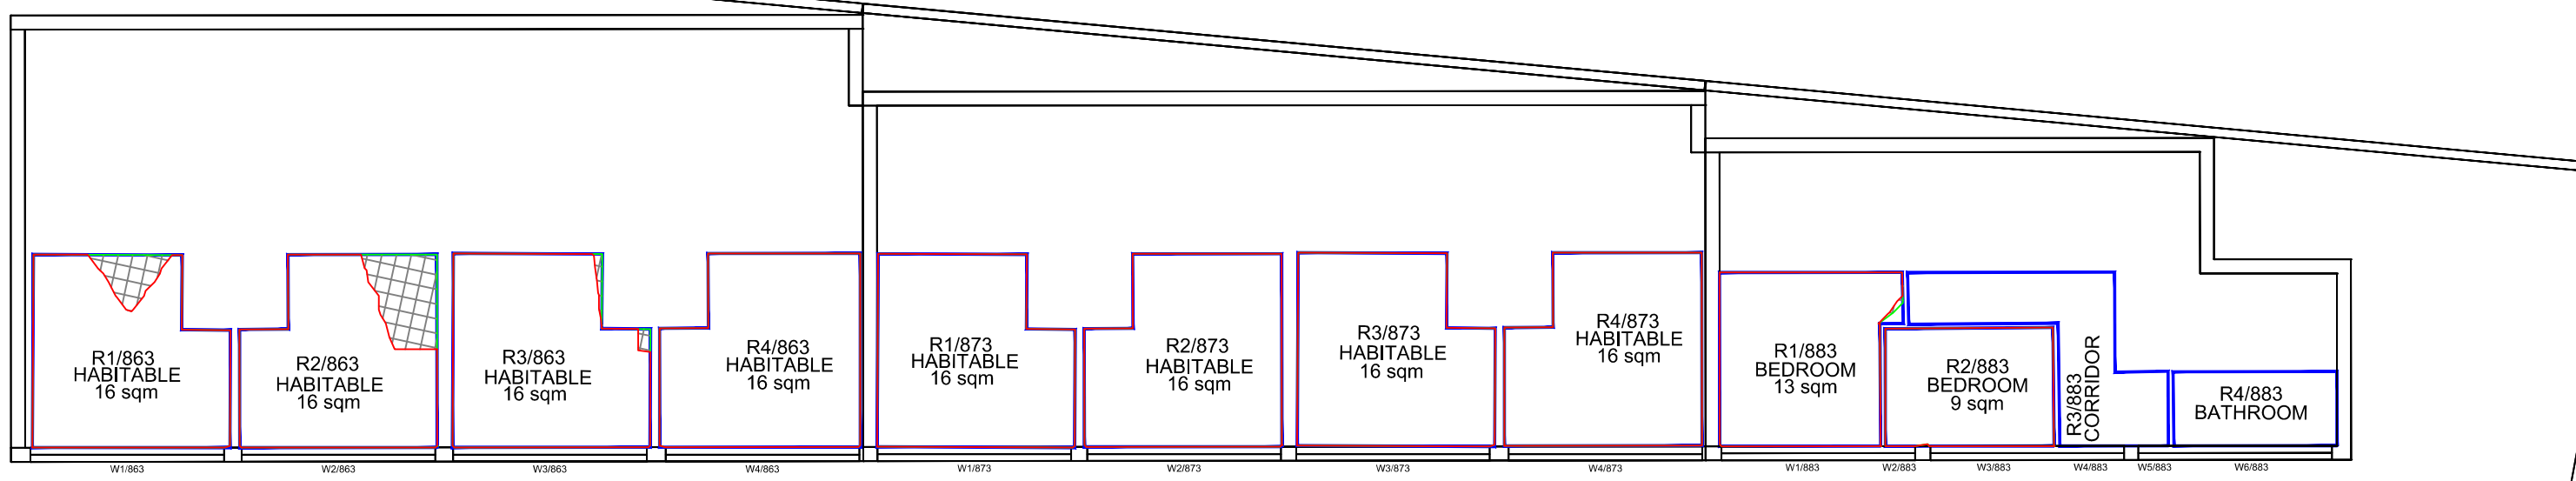 R1/863
HABITABLE
16 sqm
R2/863
HABITABLE
16 sqm
R3/863
HABITABLE
16 sqm
R4/863
HABITABLE
16 sqm
R1/873
HABITABLE
16 sqm
R2/873
HABITABLE
16 sqm
R3/873
HABITABLE
16 sqm
R4/873
HABITABLE
16 sqm
R1/883
BEDROOM
13 sqm
R2/883
BEDROOM
9 sqm
R3/883
CORRIDOR
R4/883
BATHROOM
W1/863
W2/863
W3/863
W4/863
W1/873
W2/873
W3/873
W4/873
W1/883
W2/883
W3/883
W4/883
W5/883
W6/883